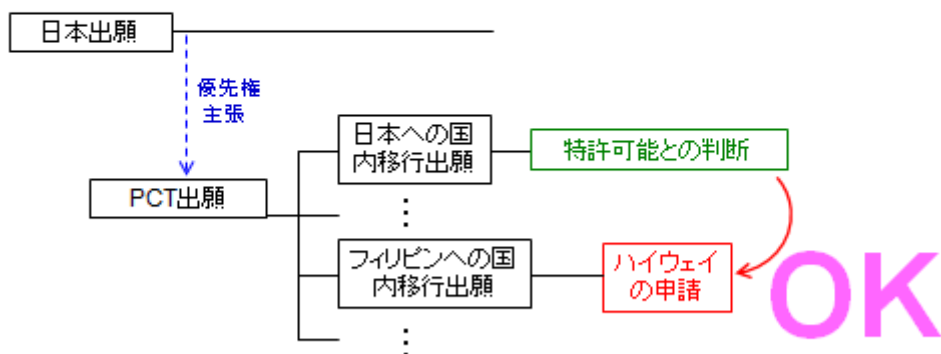 日本出願
優先権
主張
日本への国
内移行出願
特許可能との判断
PCT出願
⋮
フィリピンへの国
内移行出願
ハイウェイ
の申請
OK
⋮